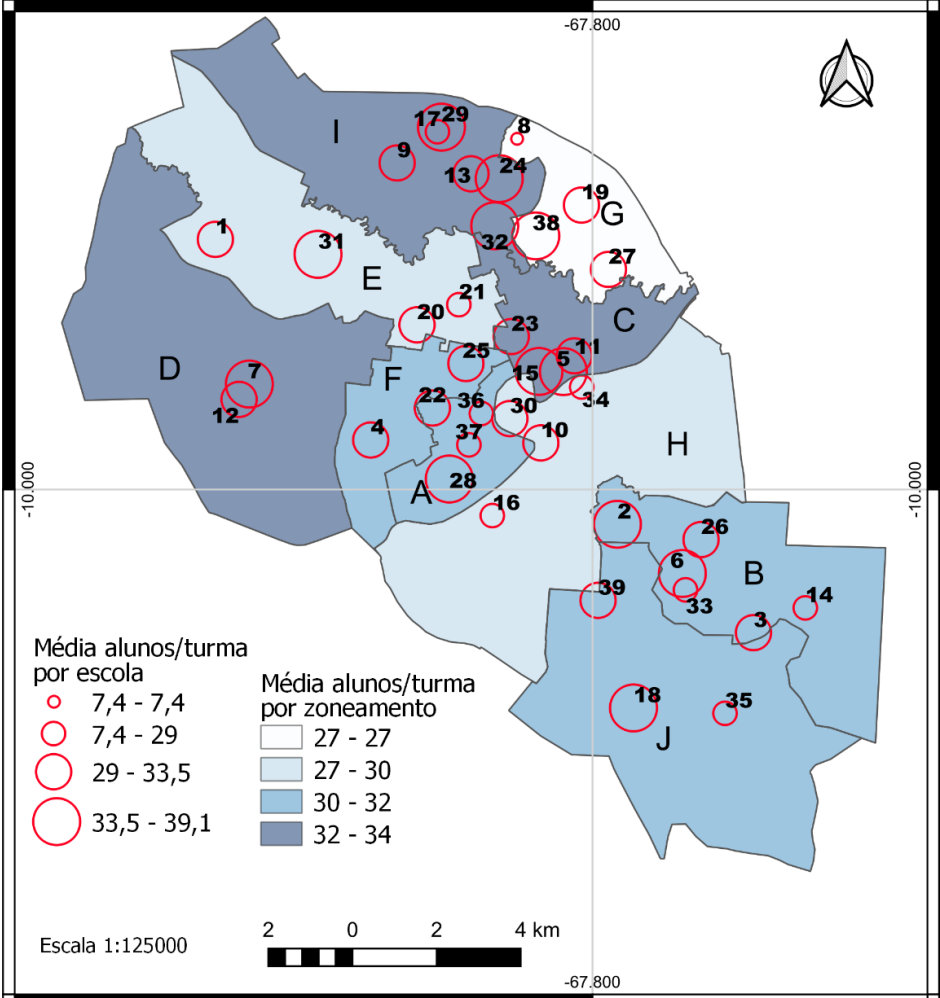 -67.800
I
17
29
8
9
13
24
19
G
1
38
31
32
27
E
21
20
23
C
D
25
11
F
15
5
7
22
36
34
12
30
4
37
10
H
28
A
-10.000
-10.000
16
2
26
6
B
39
33
14
3
18
35
J
Média alunos/turma
por escola
7,4 - 7,4
7,4 - 29
29 - 33,5
33,5 - 39,1
Média alunos/turma
por zoneamento
27 - 27
27 - 30
30 - 32
32 - 34
Escala 1:125000
2 0 2 4 km
-67.800